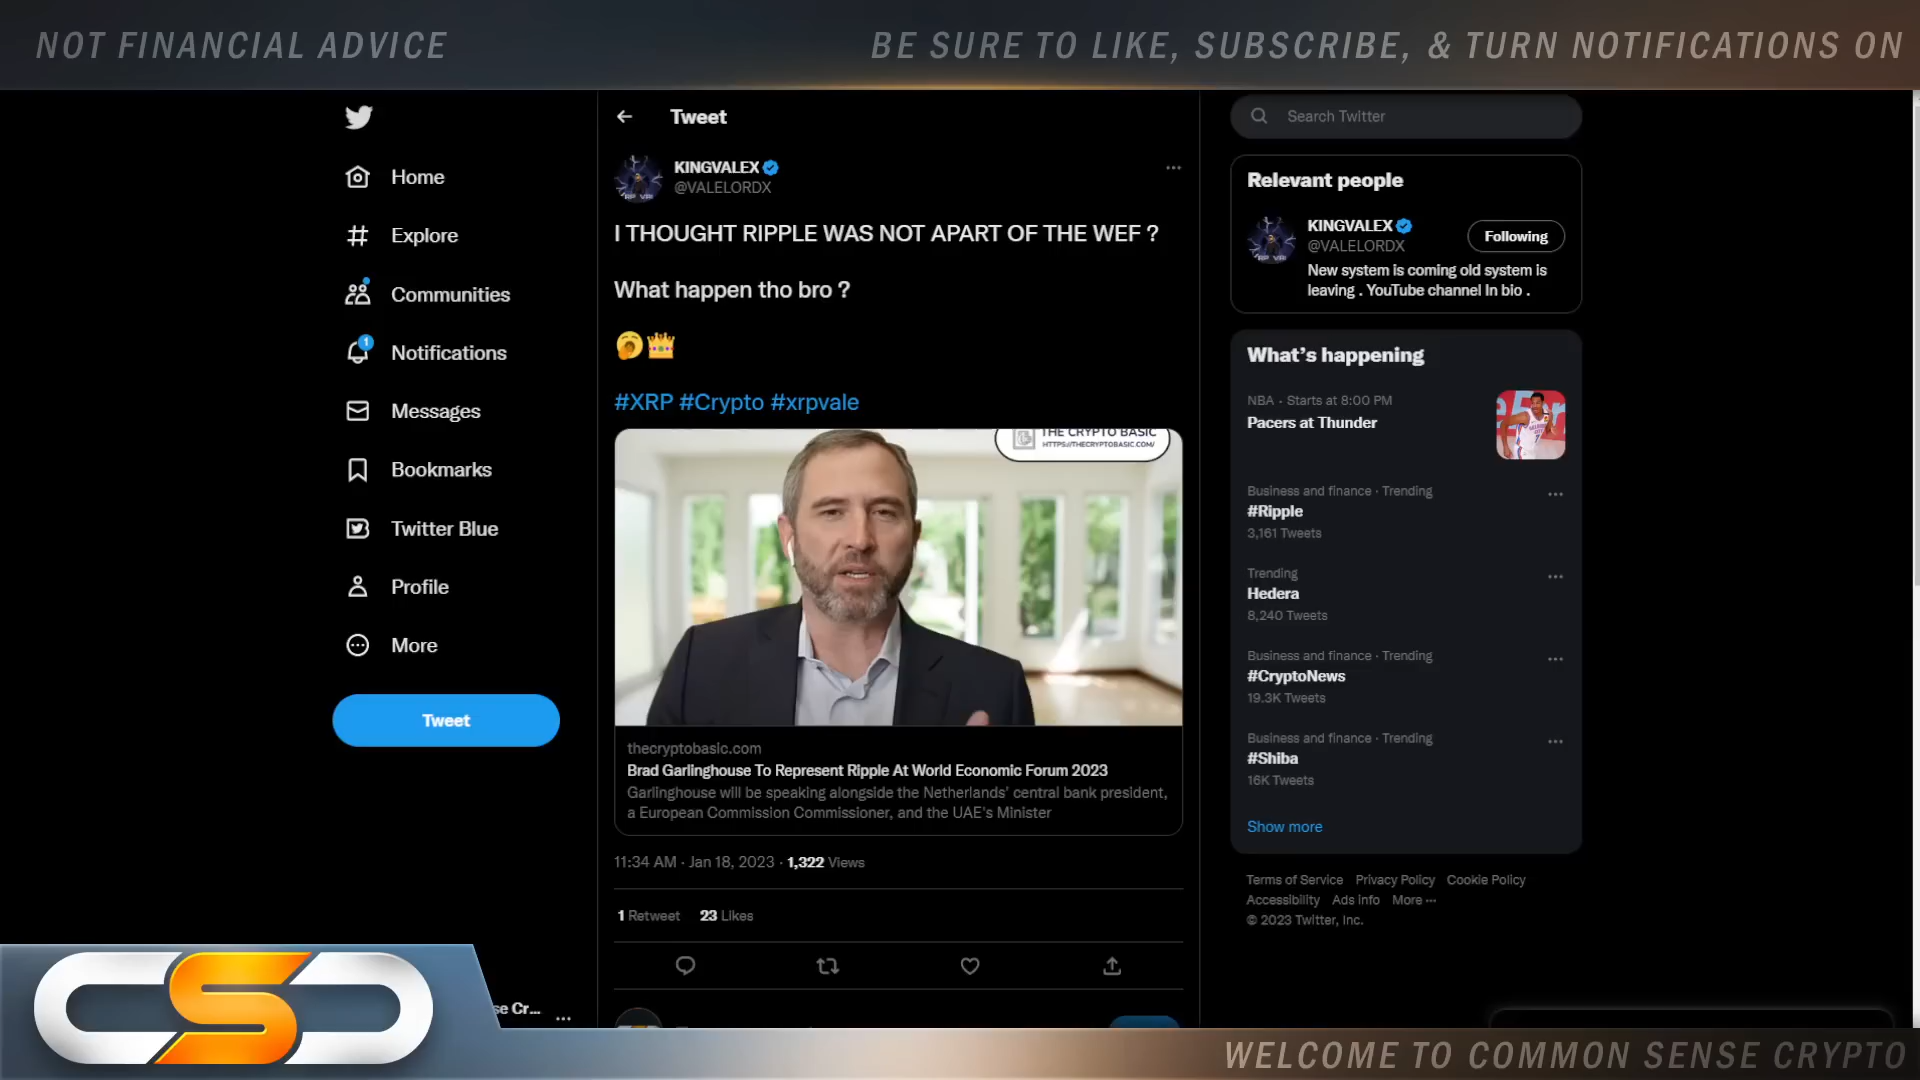 NOT FINANCIAL ADVICE
BE SURE TO LIKE, SUBSCRIBE, & TURN NOTIFICATIONS ON
Home
Explore
Communities
1
Notifications
Messages
Bookmarks
Twitter Blue
Profile
More
Tweet
se Cr...
Tweet
KINGVALEX
@VALELORDX
I THOUGHT RIPPLE WAS NOT APART OF THE WEF ?
What happen tho bro ?
#XRP #Crypto #xrpvale
THE CRYPTO BASIC
HTTPS://THECRYPTOBASIC.COM/
thecryptobasic.com
Brad Garlinghouse To Represent Ripple At World Economic Forum 2023
Garlinghouse will be speaking alongside the Netherlands' central bank president,
a European Commission Commissioner, and the UAE's Minister
11:34 AM · Jan 18, 2023 · 1,322 Views
1 Retweet 23 Likes
Search Twitter
Relevant people
KINGVALEX
@VALELORDX
Following
New system is coming old system is
leaving . YouTube channel In bio .
What's happening
NBA · Starts at 8:00 PM
Pacers at Thunder
Business and finance · Trending
#Ripple
3,161 Tweets
Trending
Hedera
8,240 Tweets
Business and finance · Trending
#CryptoNews
19.3K Tweets
Business and finance · Trending
#Shiba
16K Tweets
Show more
Terms of Service Privacy Policy Cookie Policy
Accessibility Ads info More ···
© 2023 Twitter, Inc.
CSC
WELCOME TO COMMON SENSE CRYPTO